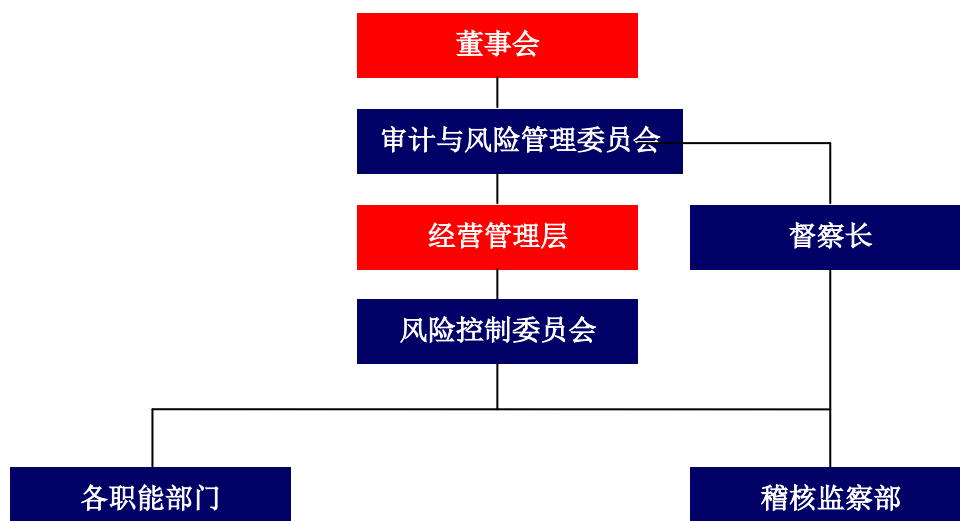 董事会
审计与风险管理委员会
经营管理层
督察长
风险控制委员会
各职能部门
稽核监察部